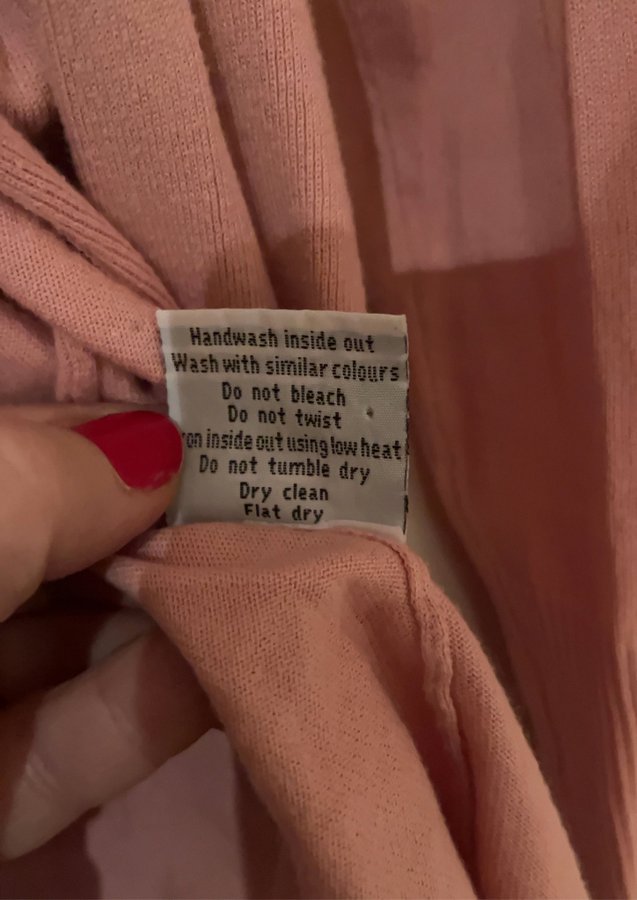 Handwash inside out
Wash with similar colours
Do not bleach
Do not twist
ron inside out using low heat
Do not tumble dry
Dry clean
Flat dry